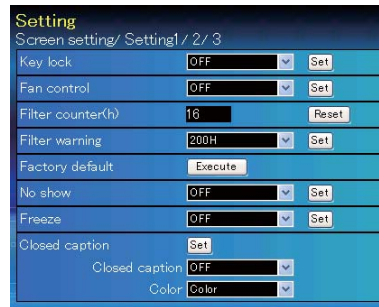 Setting
Screen setting/ Setting1/ 2/ 3
Key lock OFF Set
Fan control OFF Set
Filter counter(h) 16 Reset
Filter warning 200H Set
Factory default Execute
No show OFF Set
Freeze OFF Set
Closed caption Set
Closed caption OFF
Color Color